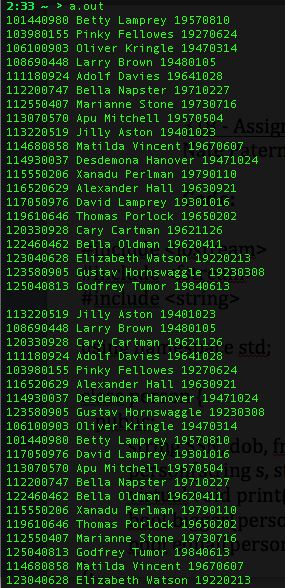 2:33 ~ > a.out
101440980 Betty Lamprey 19570810
103980155 Pinky Fellowes 19270624
106100903 Oliver Kringle 19470314
108690448 Larry Brown 19480105
111180924 Adolf Davies 19641028
112200747 Bella Napster 19710227
112550407 Marianne Stone 19730716
113070570 Apu Mitchell 19570504
113220519 Jilly Aston 19401023
114680858 Matilda Vincent 19670607
114930037 Desdemona Hanover 19471024
115550206 Xanadu Perlman 19790110
116520629 Alexander Hall 19630921
117050976 David Lamprey 19301016
119610646 Thomas Porlock 19650202
120330928 Cary Cartman 19621126
122460462 Bella Oldman 19620411
123040628 Elizabeth Watson 19220213
123580905 Gustav Hornswaggle 19230308
125040813 Godfrey Tumor 19840613
113220519 Jilly Aston 19401023
108690448 Larry Brown 19480105
120330928 Cary Cartman 19621126
111180924 Adolf Davies 19641028
103980155 Pinky Fellowes 19270624
116520629 Alexander Hall 19630921
114930037 Desdemona Hanover 19471024
123580905 Gustav Hornswaggle 19230308
106100903 Oliver Kringle 19470314
101440980 Betty Lamprey 19570810
117050976 David Lamprey 19301016
113070570 Apu Mitchell 19570504
112200747 Bella Napster 19710227
122460462 Bella Oldman 19620411
115550206 Xanadu Perlman 19790110
119610646 Thomas Porlock 19650202
112550407 Marianne Stone 19730716
125040813 Godfrey Tumor 19840613
114680858 Matilda Vincent 19670607
123040628 Elizabeth Watson 19220213
#include <string>
std;
dob,